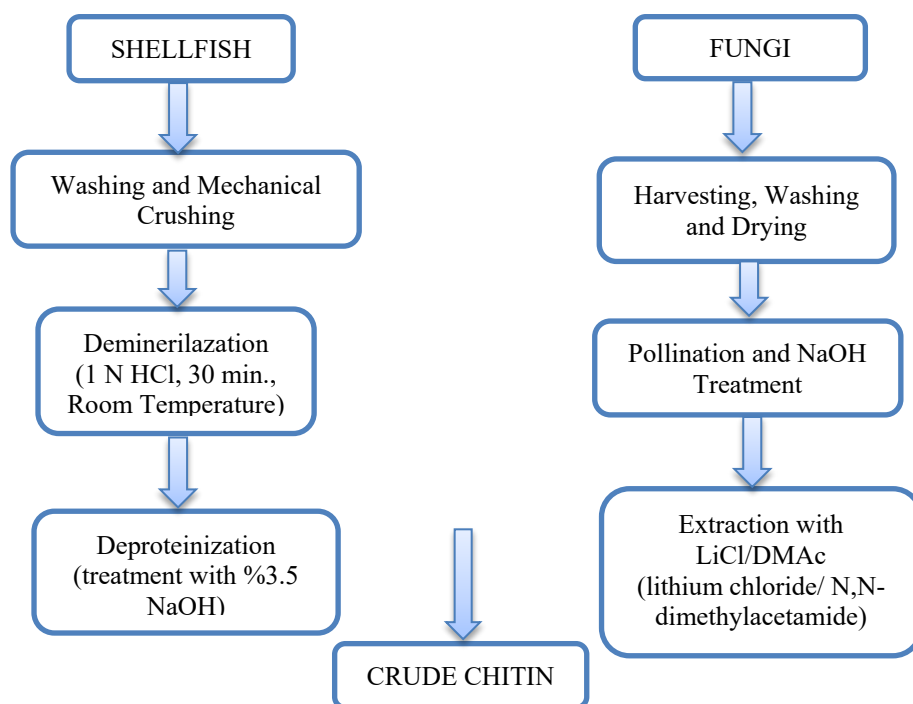 SHELLFISH
Washing and Mechanical
Crushing
Deminerilazation
(1 N HCl, 30 min.,
Room Temperature)
Deproteinization
(treatment with %3.5
NaOH)
FUNGI
Harvesting, Washing
and Drying
Pollination and NaOH
Treatment
Extraction with
LiCl/DMAc
(lithium chloride/ N,N-
dimethylacetamide)
CRUDE CHITIN